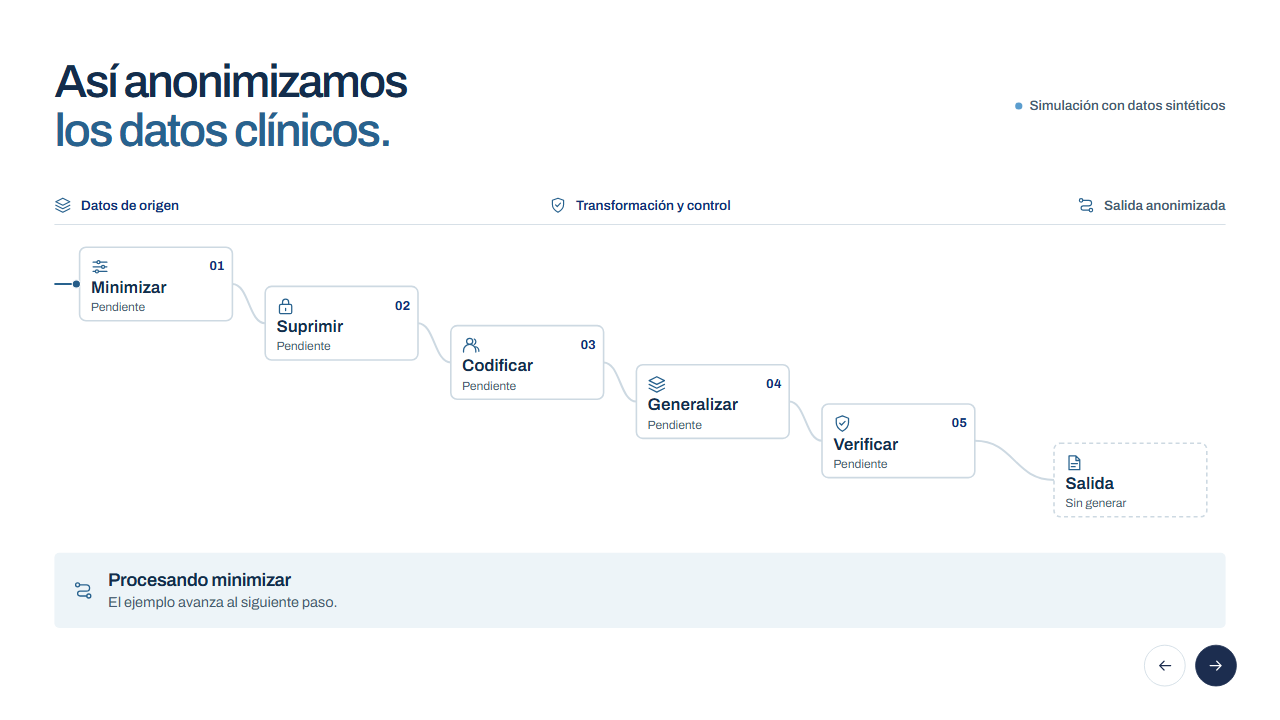 Así anonimizamos
los datos clínicos.
Simulación con datos sintéticos
Datos de origen
Transformación y control
Salida anonimizada
01
Minimizar
Pendiente
02
Suprimir
Pendiente
03
Codificar
Pendiente
04
Generalizar
Pendiente
05
Verificar
Pendiente
Salida
Sin generar
Procesando minimizar
El ejemplo avanza al siguiente paso.